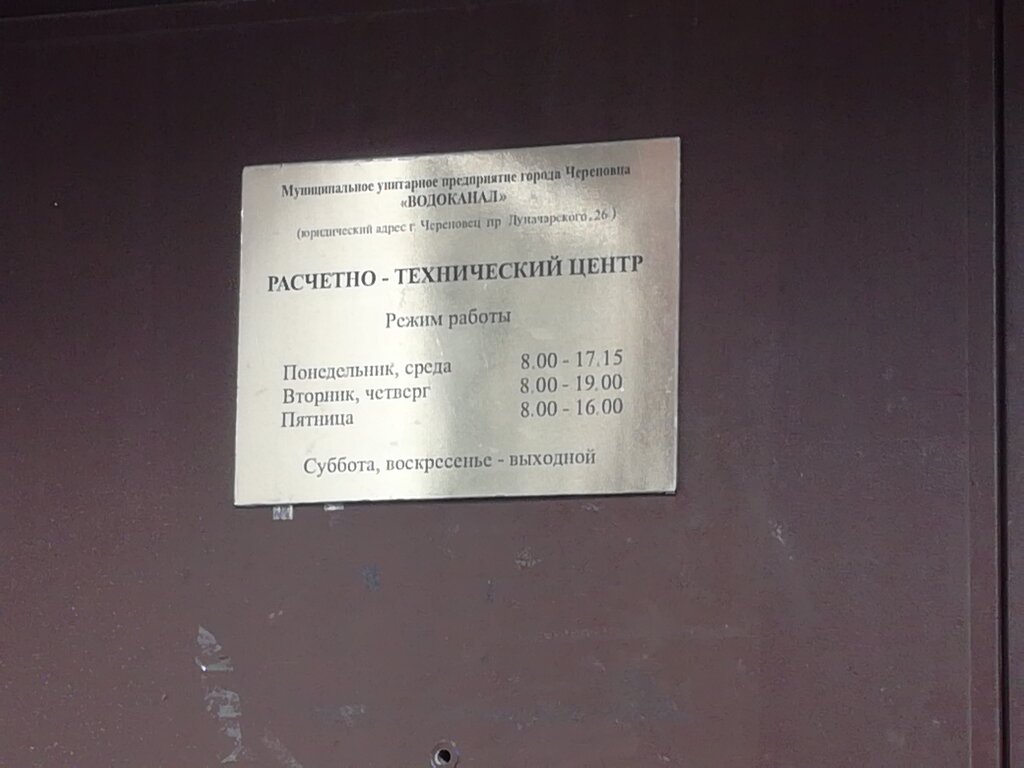 Муниципальное унитарное предприятие города Череповца
«ВОДОКАНАЛ»
(юридический адрес г. Череповец пр. Луначарского, 26 )
РАСЧЕТНО - ТЕХНИЧЕСКИЙ ЦЕНТР
Режим работы
Понедельник, среда 8.00 - 17.15
Вторник, четверг 8.00 - 19.00
Пятница 8.00 - 16.00
Суббота, воскресенье - выходной